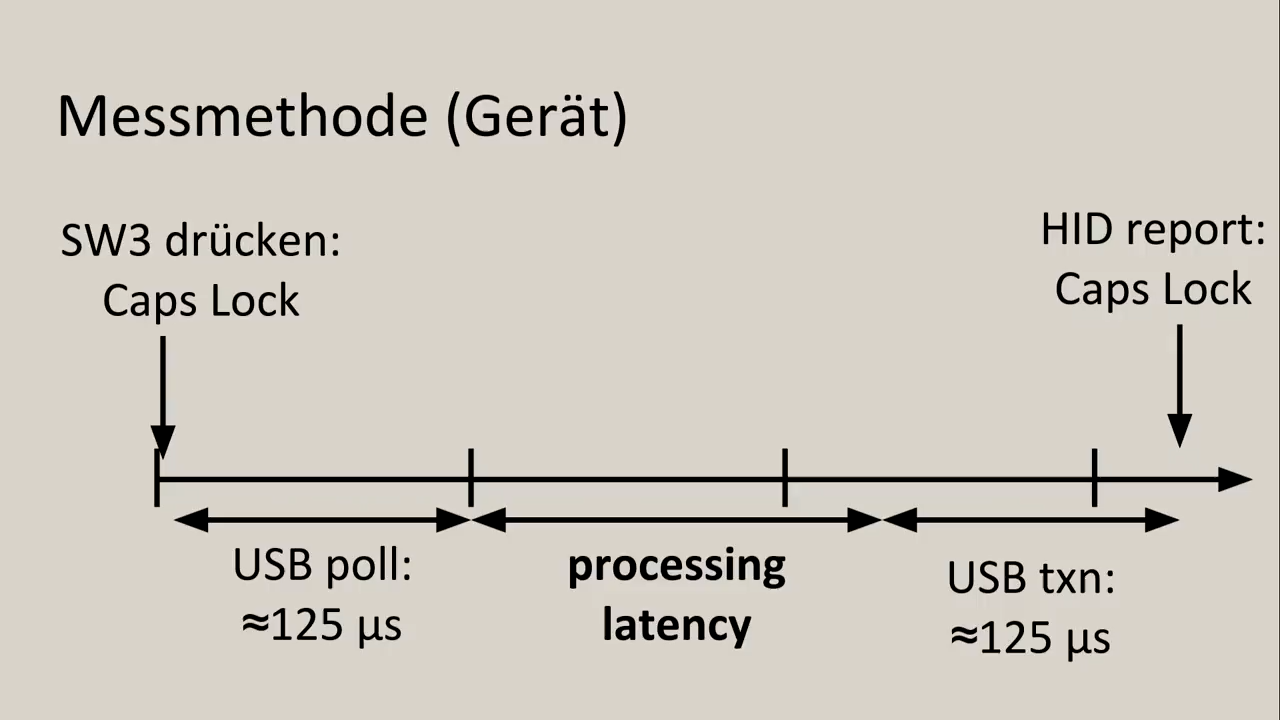 Messmethode (Gerät)
SW3 drücken:
Caps Lock
HID report:
Caps Lock
USB poll:
≈125 µs
processing
latency
USB txn:
≈125 µs